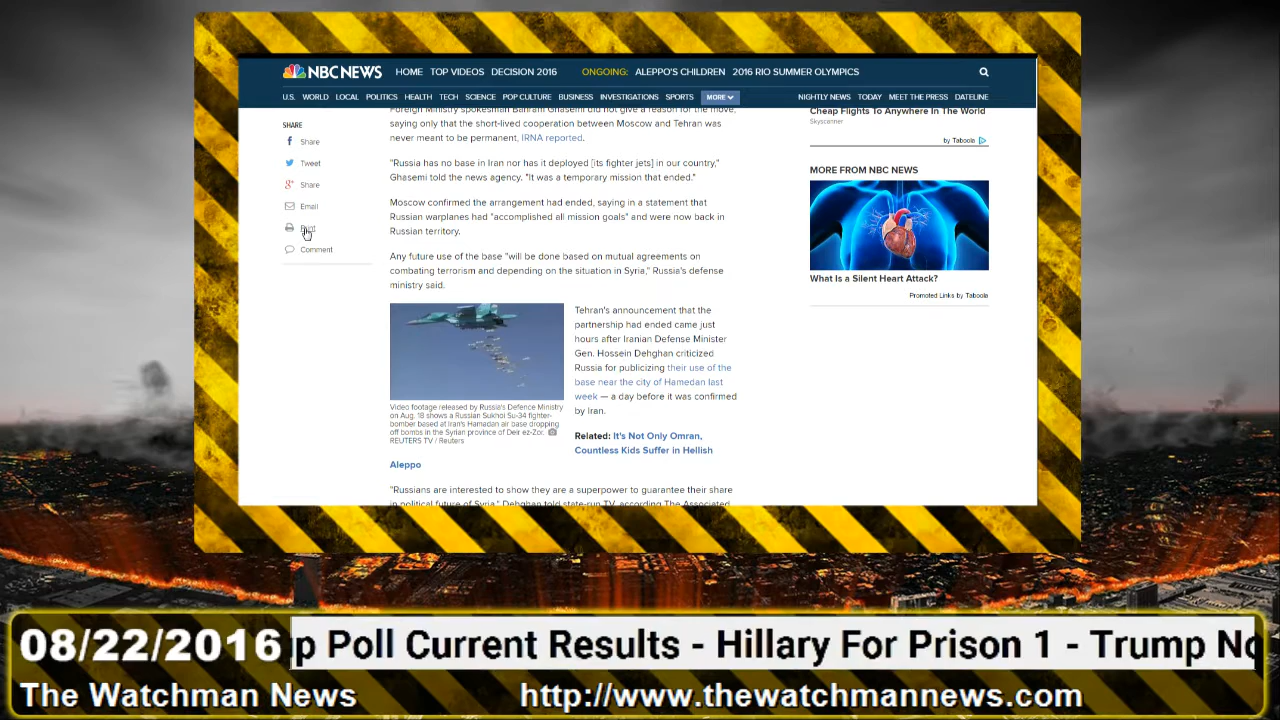 NBC NEWS HOME TOP VIDEOS DECISION 2016 ONGOING: ALEPPO'S CHILDREN 2016 RIO SUMMER OLYMPICS
U.S. WORLD LOCAL POLITICS HEALTH TECH SCIENCE POP CULTURE BUSINESS INVESTIGATIONS SPORTS MORE NIGHTLY NEWS TODAY MEET THE PRESS DATELINE
SHARE
Share
Tweet
Share
Email
Print
Comment
Foreign Ministry spokesman Bahram Ghasemi did not give a reason for the move,
saying only that the short-lived cooperation between Moscow and Tehran was
never meant to be permanent, IRNA reported.
"Russia has no base in Iran nor has it deployed [its fighter jets] in our country,"
Ghasemi told the news agency. "It was a temporary mission that ended."
Moscow confirmed the arrangement had ended, saying in a statement that
Russian warplanes had "accomplished all mission goals" and were now back in
Russian territory.
Any future use of the base "will be done based on mutual agreements on
combating terrorism and depending on the situation in Syria," Russia's defense
ministry said.
Video footage released by Russia's Defence Ministry
on Aug. 18 shows a Russian Sukhoi Su-34 fighter-
bomber based at Iran's Hamadan air base dropping
off bombs in the Syrian province of Deir ez-Zor.
REUTERS TV / Reuters
Tehran's announcement that the
partnership had ended came just
hours after Iranian Defense Minister
Gen. Hossein Dehghan criticized
Russia for publicizing their use of the
base near the city of Hamedan last
week — a day before it was confirmed
by Iran.
Related: It's Not Only Omran,
Countless Kids Suffer in Hellish
Aleppo
"Russians are interested to show they are a superpower to guarantee their share
in political future of Syria," Dehghan told state-run TV, according The Associated
Cheap Flights To Anywhere In The World
Skyscanner
by Taboola
MORE FROM NBC NEWS
What Is a Silent Heart Attack?
Promoted Links by Taboola
08/22/2016 p Poll Current Results - Hillary For Prison 1 - Trump No
The Watchman News http://www.thewatchmannews.com